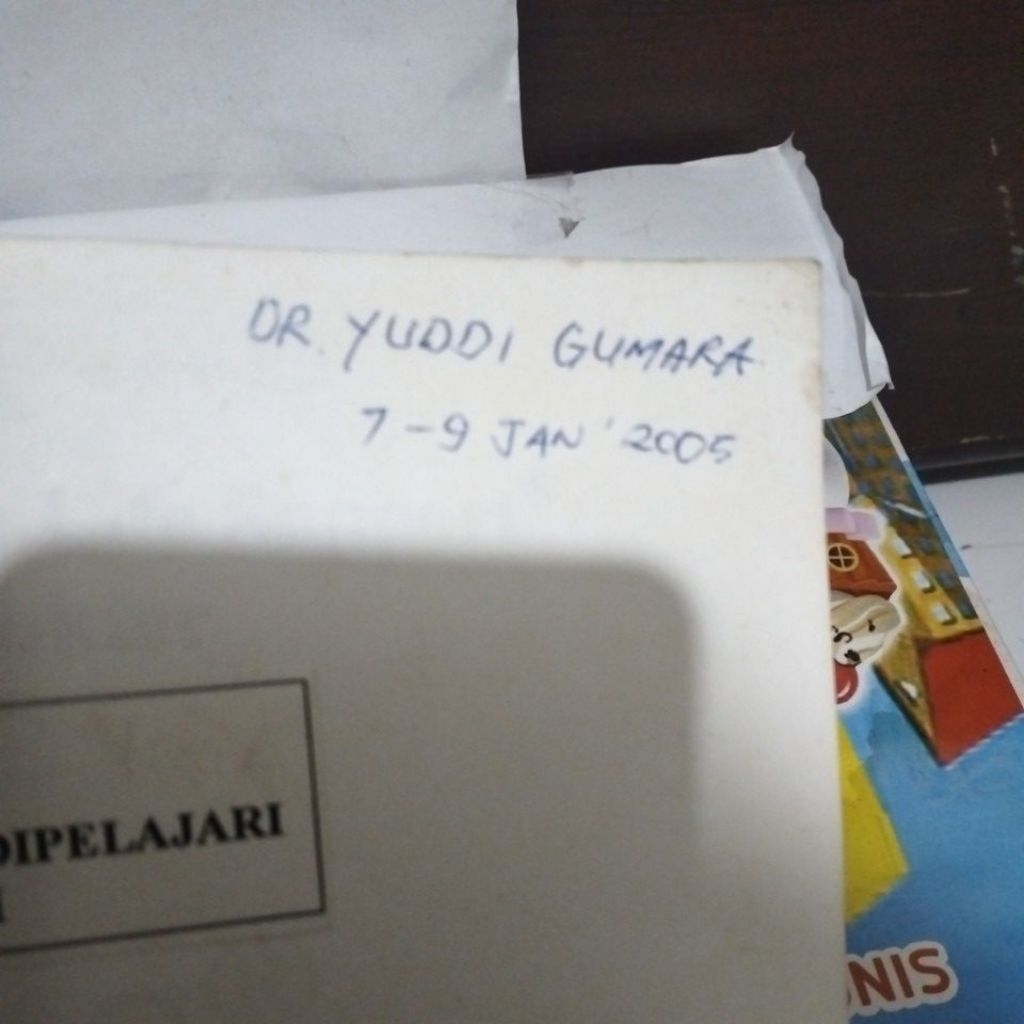 DR. YUDDI GUMARA
7-9 JAN '2005
DIPELAJARI
NIS